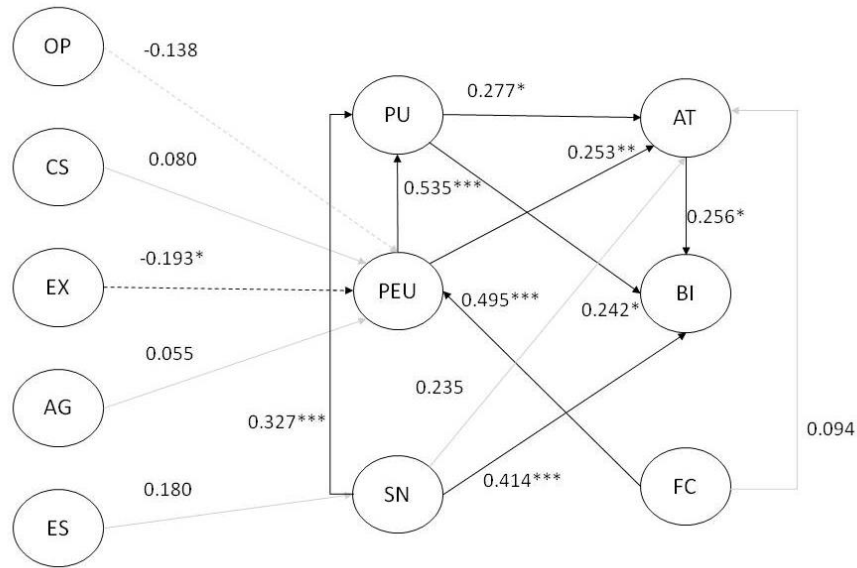 OP
-0.138
PU
0.277*
AT
CS
0.080
0.253**
0.535***
0.256*
EX
-0.193*
PEU
0.495***
0.242*
BI
AG
0.055
0.235
0.327***
0.094
ES
0.180
SN
0.414***
FC